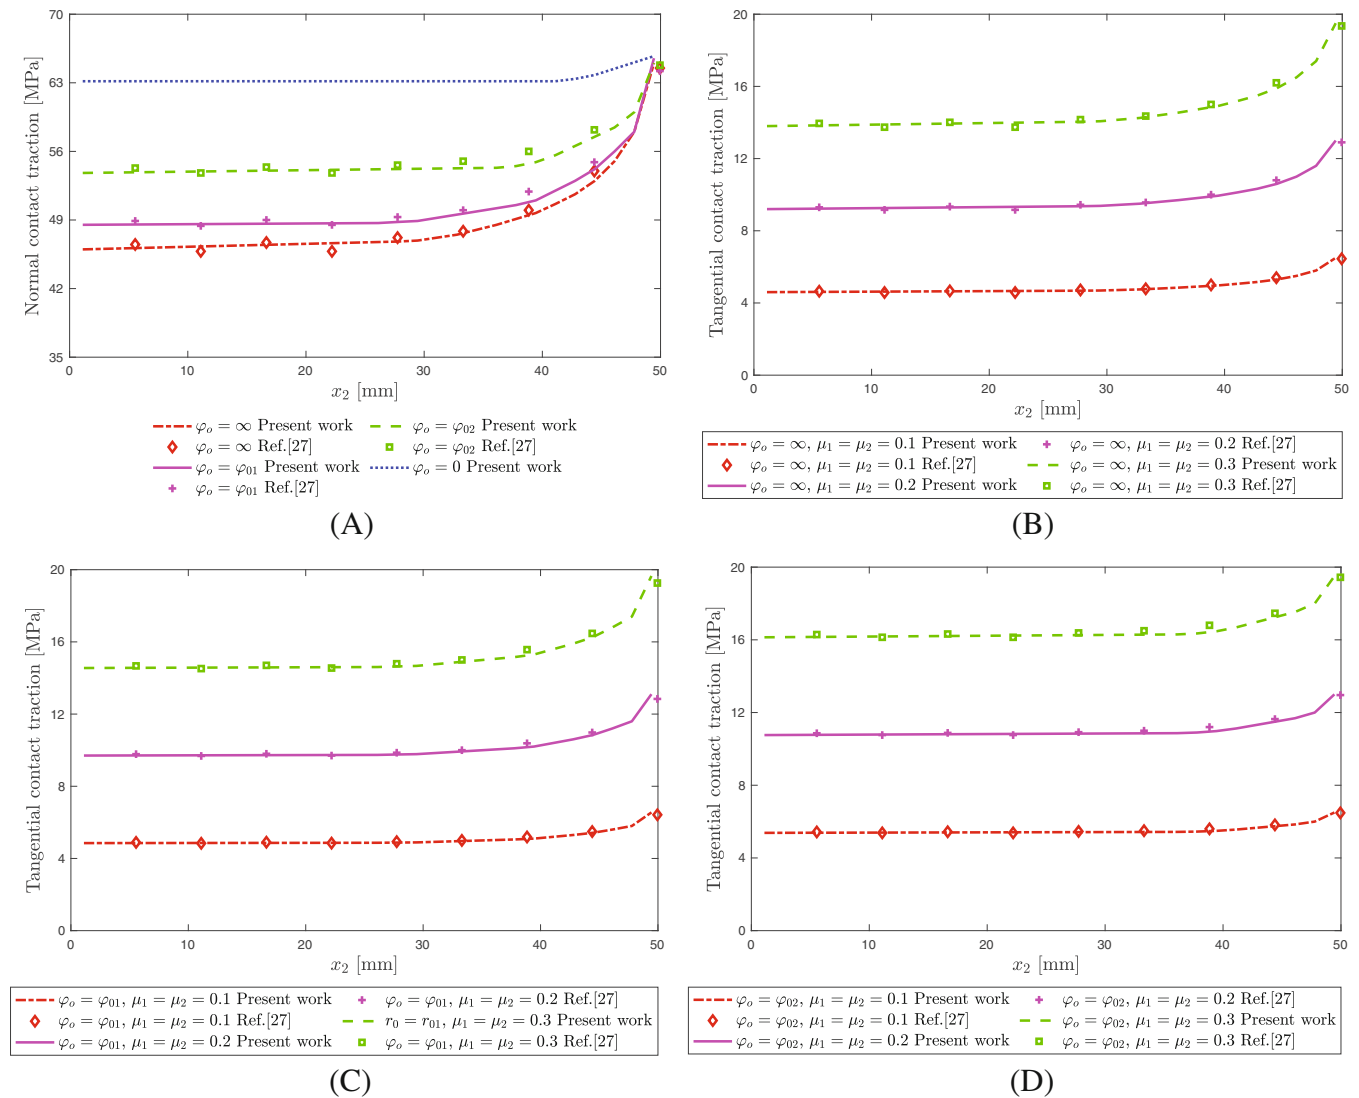 70
63
56
49
42
35
Normal contact traction [MPa]
0 10 20 30 40 50
x₂ [mm]
φₒ = ∞ Present work
φₒ = φ₀₂ Present work
φₒ = ∞ Ref.[27]
φₒ = φ₀₂ Ref.[27]
φₒ = φ₀₁ Present work
φₒ = 0 Present work
φₒ = φ₀₁ Ref.[27]
(A)
20
16
12
8
4
0
Tangential contact traction [MPa]
0 10 20 30 40 50
x₂ [mm]
φₒ = ∞, μ₁ = μ₂ = 0.1 Present work
φₒ = ∞, μ₁ = μ₂ = 0.2 Ref.[27]
φₒ = ∞, μ₁ = μ₂ = 0.1 Ref.[27]
φₒ = ∞, μ₁ = μ₂ = 0.3 Present work
φₒ = ∞, μ₁ = μ₂ = 0.2 Present work
φₒ = ∞, μ₁ = μ₂ = 0.3 Ref.[27]
(B)
20
16
12
8
4
0
Tangential contact traction [MPa]
0 10 20 30 40 50
x₂ [mm]
φₒ = φ₀₁, μ₁ = μ₂ = 0.1 Present work
φₒ = φ₀₁, μ₁ = μ₂ = 0.2 Ref.[27]
φₒ = φ₀₁, μ₁ = μ₂ = 0.1 Ref.[27]
r₀ = r₀₁, μ₁ = μ₂ = 0.3 Present work
φₒ = φ₀₁, μ₁ = μ₂ = 0.2 Present work
φₒ = φ₀₁, μ₁ = μ₂ = 0.3 Ref.[27]
(C)
20
16
12
8
4
0
Tangential contact traction [MPa]
0 10 20 30 40 50
x₂ [mm]
φₒ = φ₀₂, μ₁ = μ₂ = 0.1 Present work
φₒ = φ₀₂, μ₁ = μ₂ = 0.2 Ref.[27]
φₒ = φ₀₂, μ₁ = μ₂ = 0.1 Ref.[27]
φₒ = φ₀₂, μ₁ = μ₂ = 0.3 Present work
φₒ = φ₀₂, μ₁ = μ₂ = 0.2 Present work
φₒ = φ₀₂, μ₁ = μ₂ = 0.3 Ref.[27]
(D)